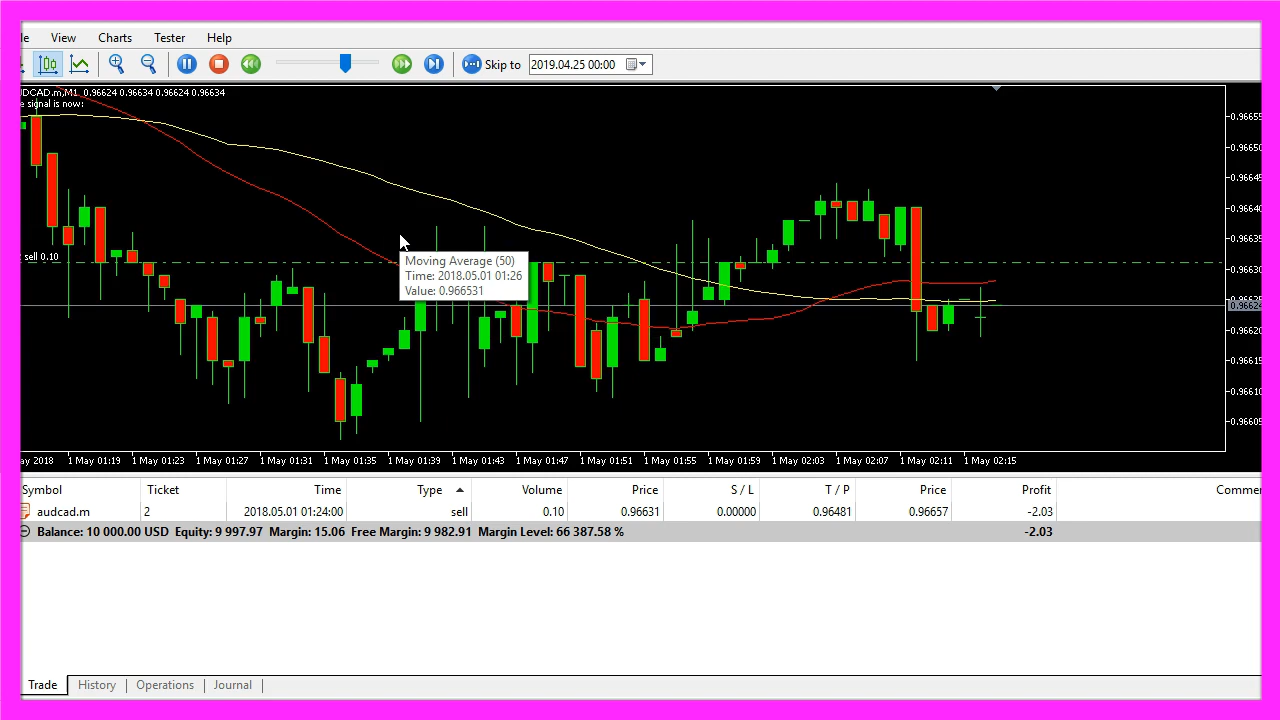 le View Charts Tester Help
Skip to 2019.04.25 00:00
UDCAD.m,M1 0.96624 0.96634 0.96624 0.96634
e signal is now:
0.96655
0.96650
0.96645
0.96640
0.96635
sell 0.10
Moving Average (50)
Time: 2018.05.01 01:26
Value: 0.966531
0.96630
0.96625
0.96620
0.96615
0.96610
0.96605
ay 2018 1 May 01:19 1 May 01:23 1 May 01:27 1 May 01:31 1 May 01:35 1 May 01:39 1 May 01:43 1 May 01:47 1 May 01:51 1 May 01:55 1 May 01:59 1 May 02:03 1 May 02:07 1 May 02:11 1 May 02:15
Symbol Ticket Time Type Volume Price S / L T / P Price Profit Comme
audcad.m 2 2018.05.01 01:24:00 sell 0.10 0.96631 0.00000 0.96481 0.96657 -2.03
Balance: 10 000.00 USD Equity: 9 997.97 Margin: 15.06 Free Margin: 9 982.91 Margin Level: 66 387.58 % -2.03
Trade History Operations Journal